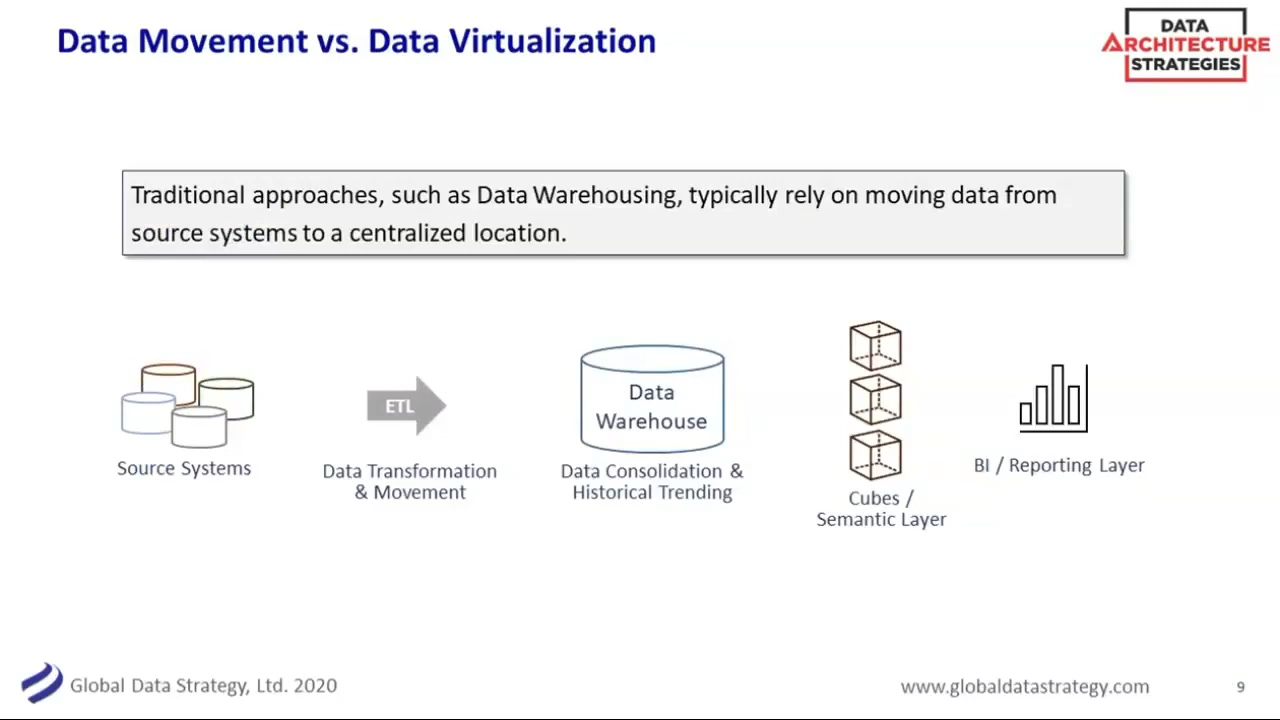 Data Movement vs. Data Virtualization
DATA
ARCHITECTURE
STRATEGIES
Traditional approaches, such as Data Warehousing, typically rely on moving data from
source systems to a centralized location.
Source Systems
ETL
Data Transformation
& Movement
Data
Warehouse
Data Consolidation &
Historical Trending
Cubes /
Semantic Layer
BI / Reporting Layer
Global Data Strategy, Ltd. 2020
www.globaldatastrategy.com
9